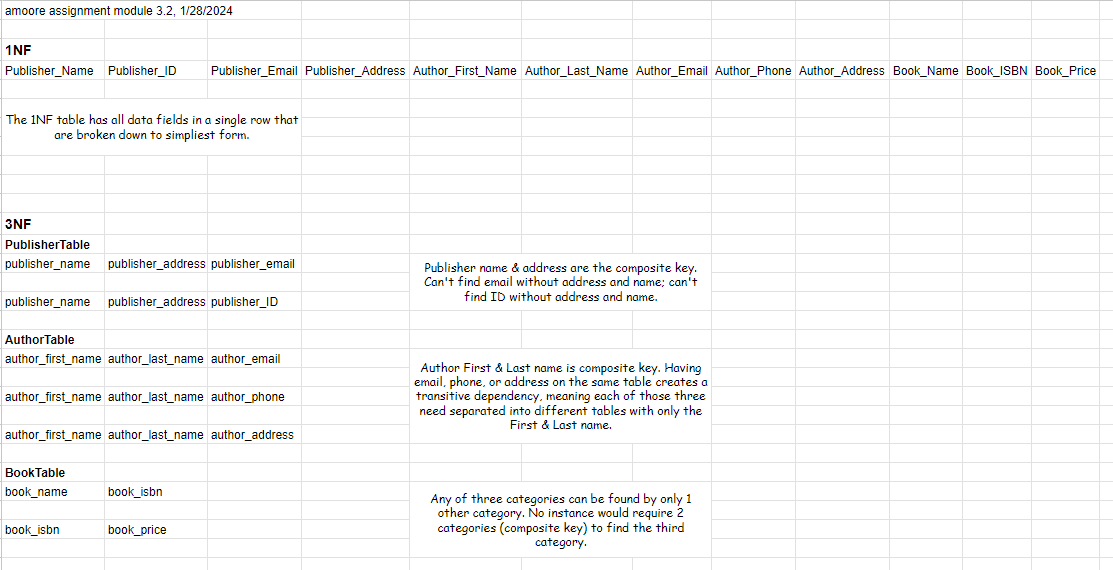 amoore assignment module 3.2, 1/28/2024
1NF
Publisher_Name Publisher_ID Publisher_Email Publisher_Address Author_First_Name Author_Last_Name Author_Email Author_Phone Author_Address Book_Name Book_ISBN Book_Price
The 1NF table has all data fields in a single row that
are broken down to simpliest form.
3NF
PublisherTable
publisher_name publisher_address publisher_email
publisher_name publisher_address publisher_ID
Publisher name & address are the composite key.
Can't find email without address and name; can't
find ID without address and name.
AuthorTable
author_first_name author_last_name author_email
author_first_name author_last_name author_phone
author_first_name author_last_name author_address
Author First & Last name is composite key. Having
email, phone, or address on the same table creates a
transitive dependency, meaning each of those three
need separated into different tables with only the
First & Last name.
BookTable
book_name book_isbn
book_isbn book_price
Any of three categories can be found by only 1
other category. No instance would require 2
categories (composite key) to find the third
category.